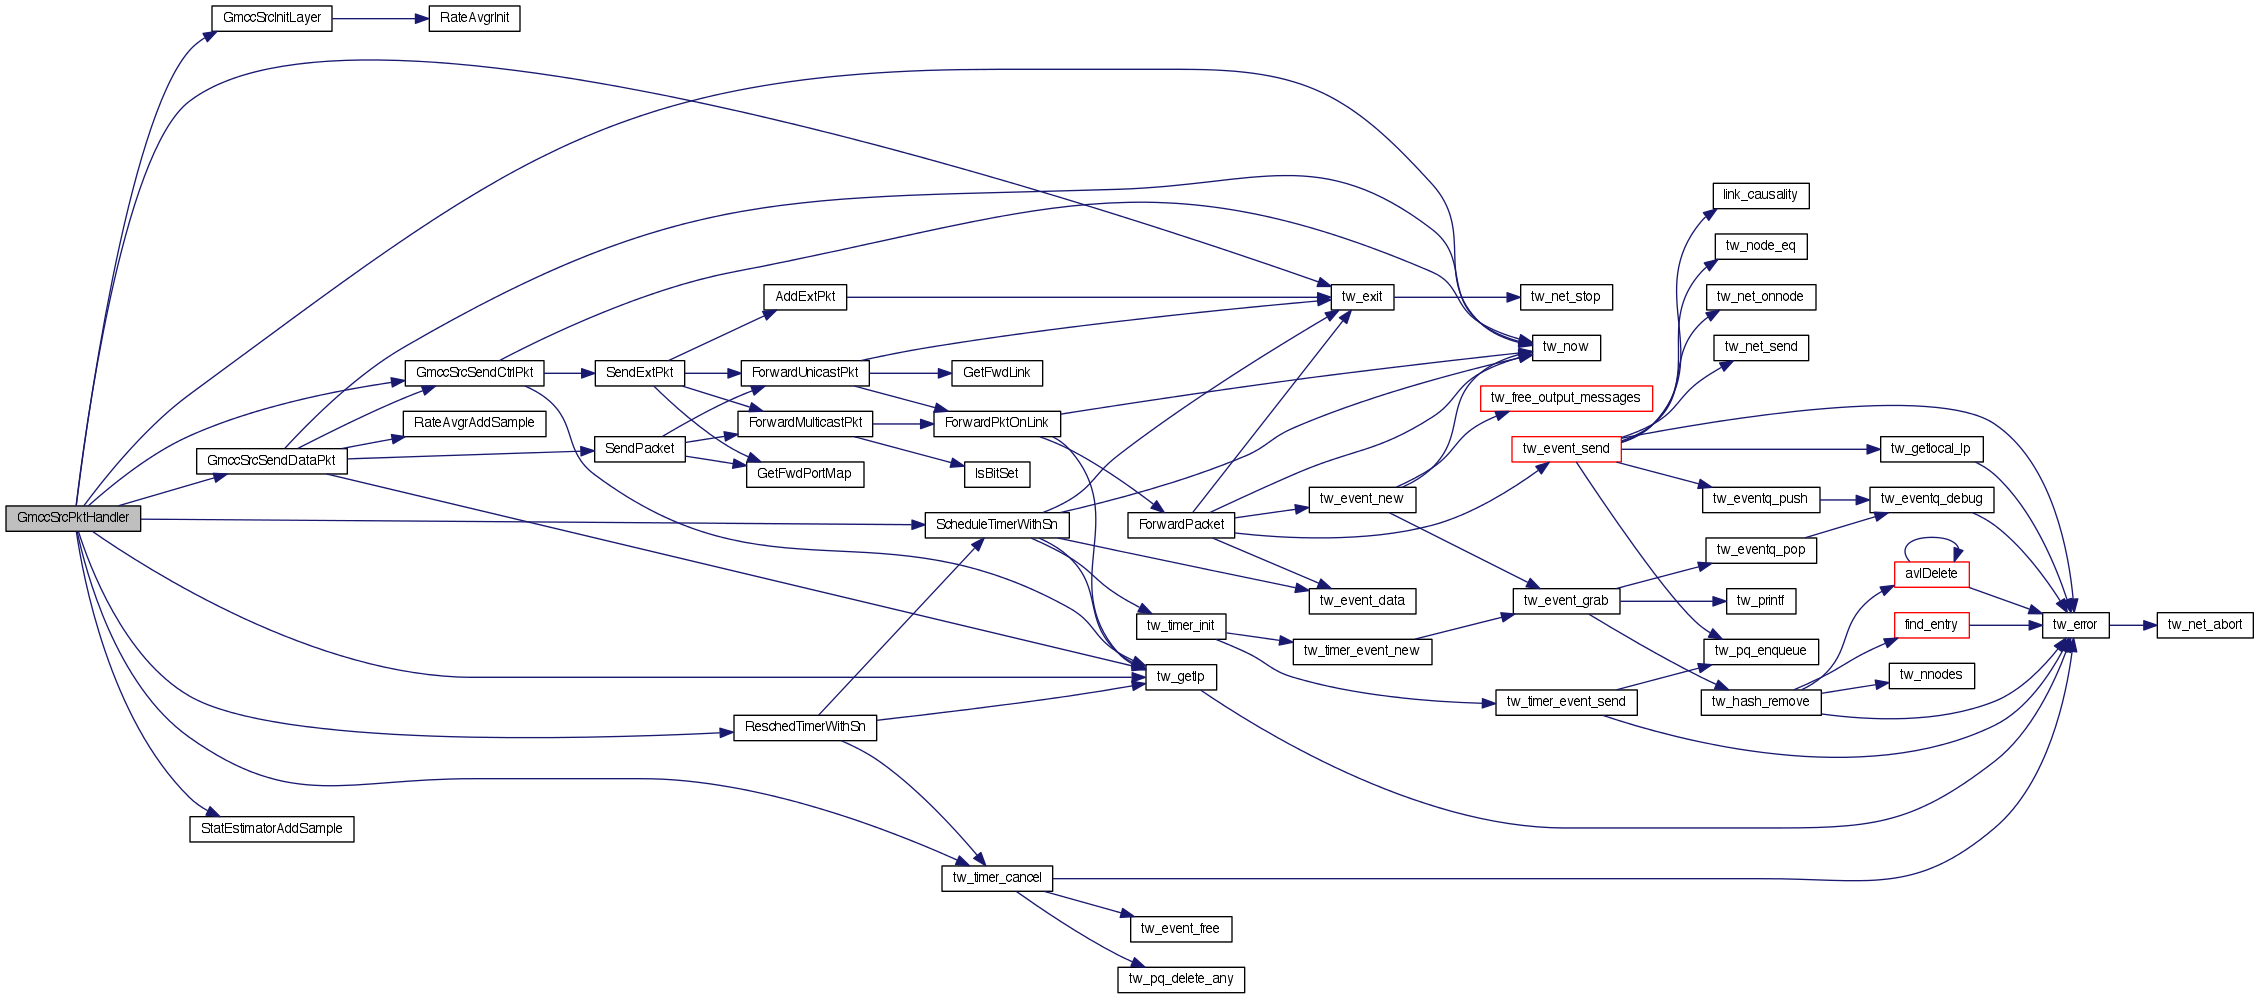 GmccSrcInitLayer
RateAvgrInit
link_causality
tw_node_eq
AddExtPkt
tw_exit
tw_net_stop
tw_net_onnode
tw_now
tw_net_send
GmccSrcSendCtrlPkt
SendExtPkt
ForwardUnicastPkt
GetFwdLink
tw_free_output_messages
RateAvgrAddSample
ForwardMulticastPkt
ForwardPktOnLink
SendPacket
tw_event_send
tw_getlocal_lp
GmccSrcSendDataPkt
GetFwdPortMap
IsBitSet
tw_event_new
tw_eventq_push
tw_eventq_debug
GmccSrcPktHandler
ScheduleTimerWithSn
ForwardPacket
tw_eventq_pop
avlDelete
tw_event_data
tw_event_grab
tw_printf
tw_timer_init
find_entry
tw_error
tw_net_abort
tw_timer_event_new
tw_pq_enqueue
tw_getlp
tw_nnodes
tw_timer_event_send
tw_hash_remove
ReschedTimerWithSn
StatEstimatorAddSample
tw_timer_cancel
tw_event_free
tw_pq_delete_any